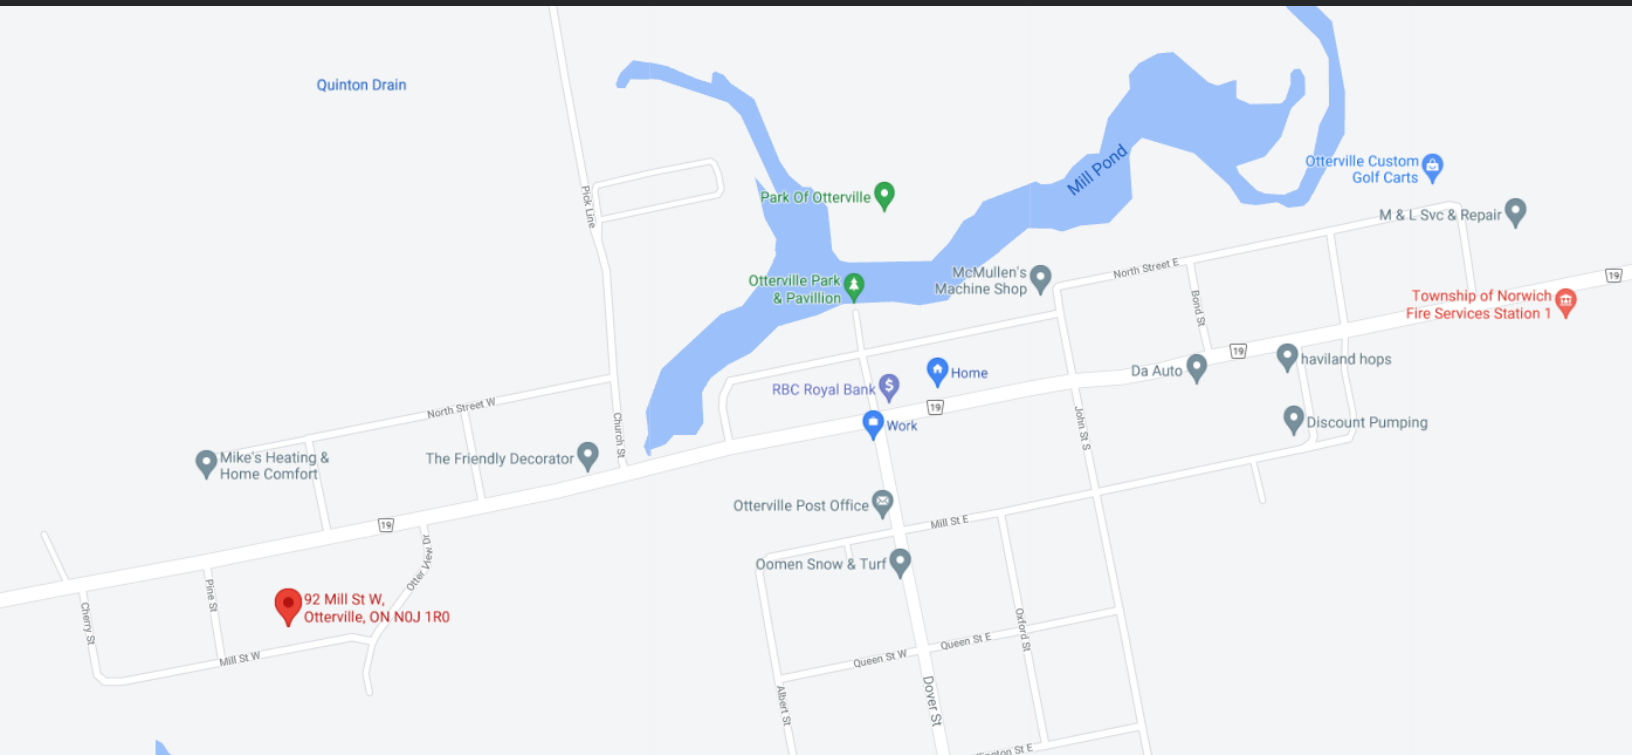 Quinton Drain
Mill Pond
Otterville Custom
Golf Carts
Pick Line
Park Of Otterville
M & L Svc & Repair
McMullen's
Machine Shop
North Street E
19
Otterville Park
& Pavillion
Bond St
Township of Norwich
Fire Services Station 1
19
haviland hops
Da Auto
Home
RBC Royal Bank
19
North Street W
Church St
Work
John St S
Discount Pumping
Mike's Heating &
Home Comfort
The Friendly Decorator
Otterville Post Office
19
Mill St E
Otter View Dr
Oomen Snow & Turf
Pine St
Cherry St
92 Mill St W,
Otterville, ON N0J 1R0
Oxford St
Mill St W
Queen St W
Queen St E
Albert St
Dover St